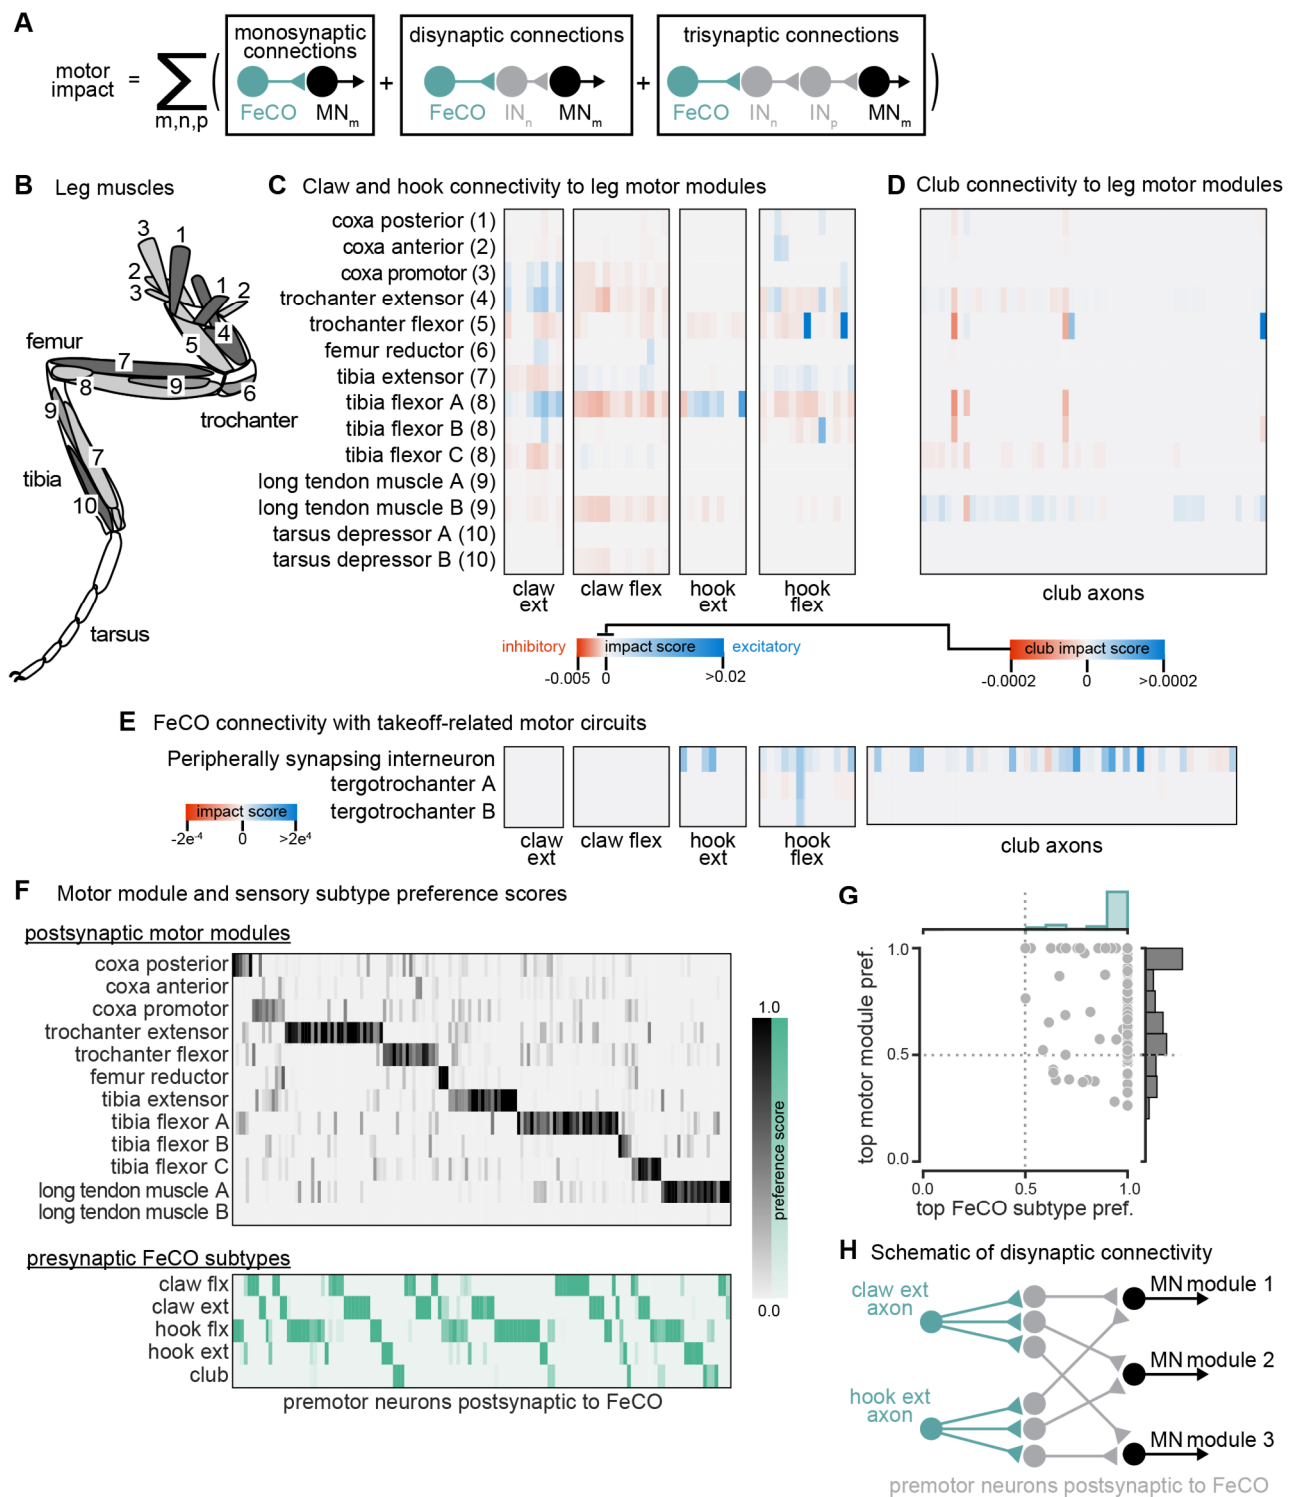 A
motor
impact
=
Σ
m,n,p
(
monosynaptic
connections
FeCO MNm
+
disynaptic connections
FeCO INn MNm
+
trisynaptic connections
FeCO INn INp MNm
)
B Leg muscles
3
1
2
3
1
2
4
5
femur
7
8
9
6
trochanter
9
7
tibia
10
tarsus
C Claw and hook connectivity to leg motor modules
coxa posterior (1)
coxa anterior (2)
coxa promotor (3)
trochanter extensor (4)
trochanter flexor (5)
femur reductor (6)
tibia extensor (7)
tibia flexor A (8)
tibia flexor B (8)
tibia flexor C (8)
long tendon muscle A (9)
long tendon muscle B (9)
tarsus depressor A (10)
tarsus depressor B (10)
claw
ext
claw flex
hook
ext
hook
flex
inhibitory impact score excitatory
-0.005 0 >0.02
D Club connectivity to leg motor modules
club axons
club impact score
-0.0002 0 >0.0002
E FeCO connectivity with takeoff-related motor circuits
Peripherally synapsing interneuron
tergotrochanter A
tergotrochanter B
impact score
-2e-4 0 >2e4
claw
ext
claw flex
hook
ext
hook
flex
club axons
F Motor module and sensory subtype preference scores
postsynaptic motor modules
coxa posterior
coxa anterior
coxa promotor
trochanter extensor
trochanter flexor
femur reductor
tibia extensor
tibia flexor A
tibia flexor B
tibia flexor C
long tendon muscle A
long tendon muscle B
1.0
preference score
0.0
presynaptic FeCO subtypes
claw flx
claw ext
hook flx
hook ext
club
premotor neurons postsynaptic to FeCO
G
top motor module pref.
1.0
0.5
0.0
0.0 0.5 1.0
top FeCO subtype pref.
H Schematic of disynaptic connectivity
claw ext
axon
hook ext
axon
MN module 1
MN module 2
MN module 3
premotor neurons postsynaptic to FeCO